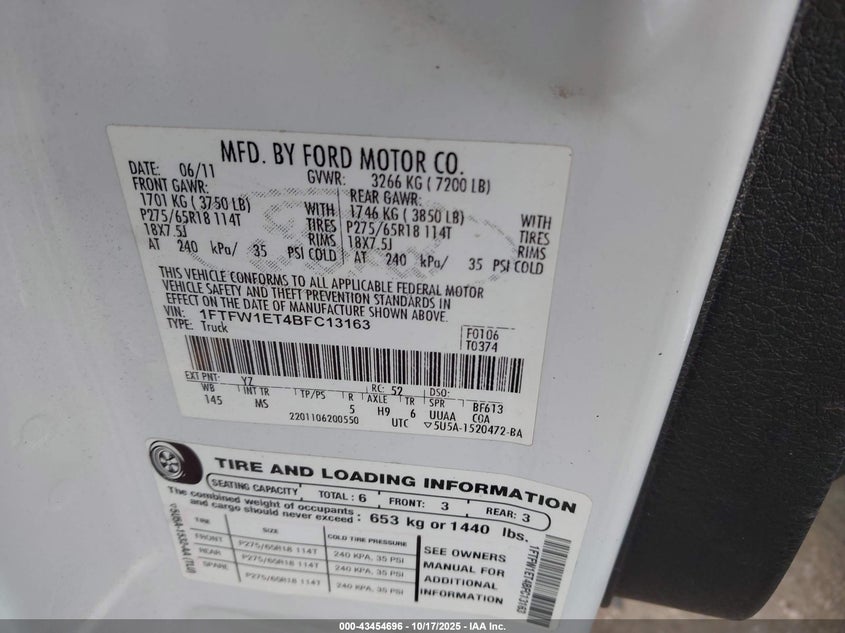 MFD. BY FORD MOTOR CO.
DATE: 06/11 GVWR: 3266 KG ( 7200 LB)
FRONT GAWR: REAR GAWR:
1701 KG ( 3750 LB) WITH 1746 KG ( 3850 LB) WITH
P275/65R18 114T TIRES P275/65R18 114T TIRES
18X7.5J RIMS 18X7.5J RIMS
AT 240 kPa/ 35 PSI COLD AT 240 kPa/ 35 PSI COLD
THIS VEHICLE CONFORMS TO ALL APPLICABLE FEDERAL MOTOR
VEHICLE SAFETY AND THEFT PREVENTION STANDARDS IN
EFFECT ON THE DATE OF MANUFACTURE SHOWN ABOVE.
VIN: 1FTFW1ET4BFC13163
TYPE: Truck
F0106
T0374
EXT PNT: YZ RC: 52 DSO:
WB INT TR TP/PS R AXLE TR SPR BF613
145 MS 5 H9 6 UUAA COA
2201106200550 UTC ▽5U5A-1520472-BA
TIRE AND LOADING INFORMATION
SEATING CAPACITY TOTAL: 6 FRONT: 3 REAR: 3
The combined weight of occupants
and cargo should never exceed: 653 kg or 1440 lbs.
TIRE SIZE COLD TIRE PRESSURE
FRONT P275/65R18 114T 240 KPA, 35 PSI
REAR P275/65R18 114T 240 KPA, 35 PSI
SPARE P275/65R18 114T 240 KPA, 35 PSI
SEE OWNERS
MANUAL FOR
ADDITIONAL
INFORMATION
1FTFW1ET4BFC13163
000-43454696 - 10/17/2025 - IAA Inc.